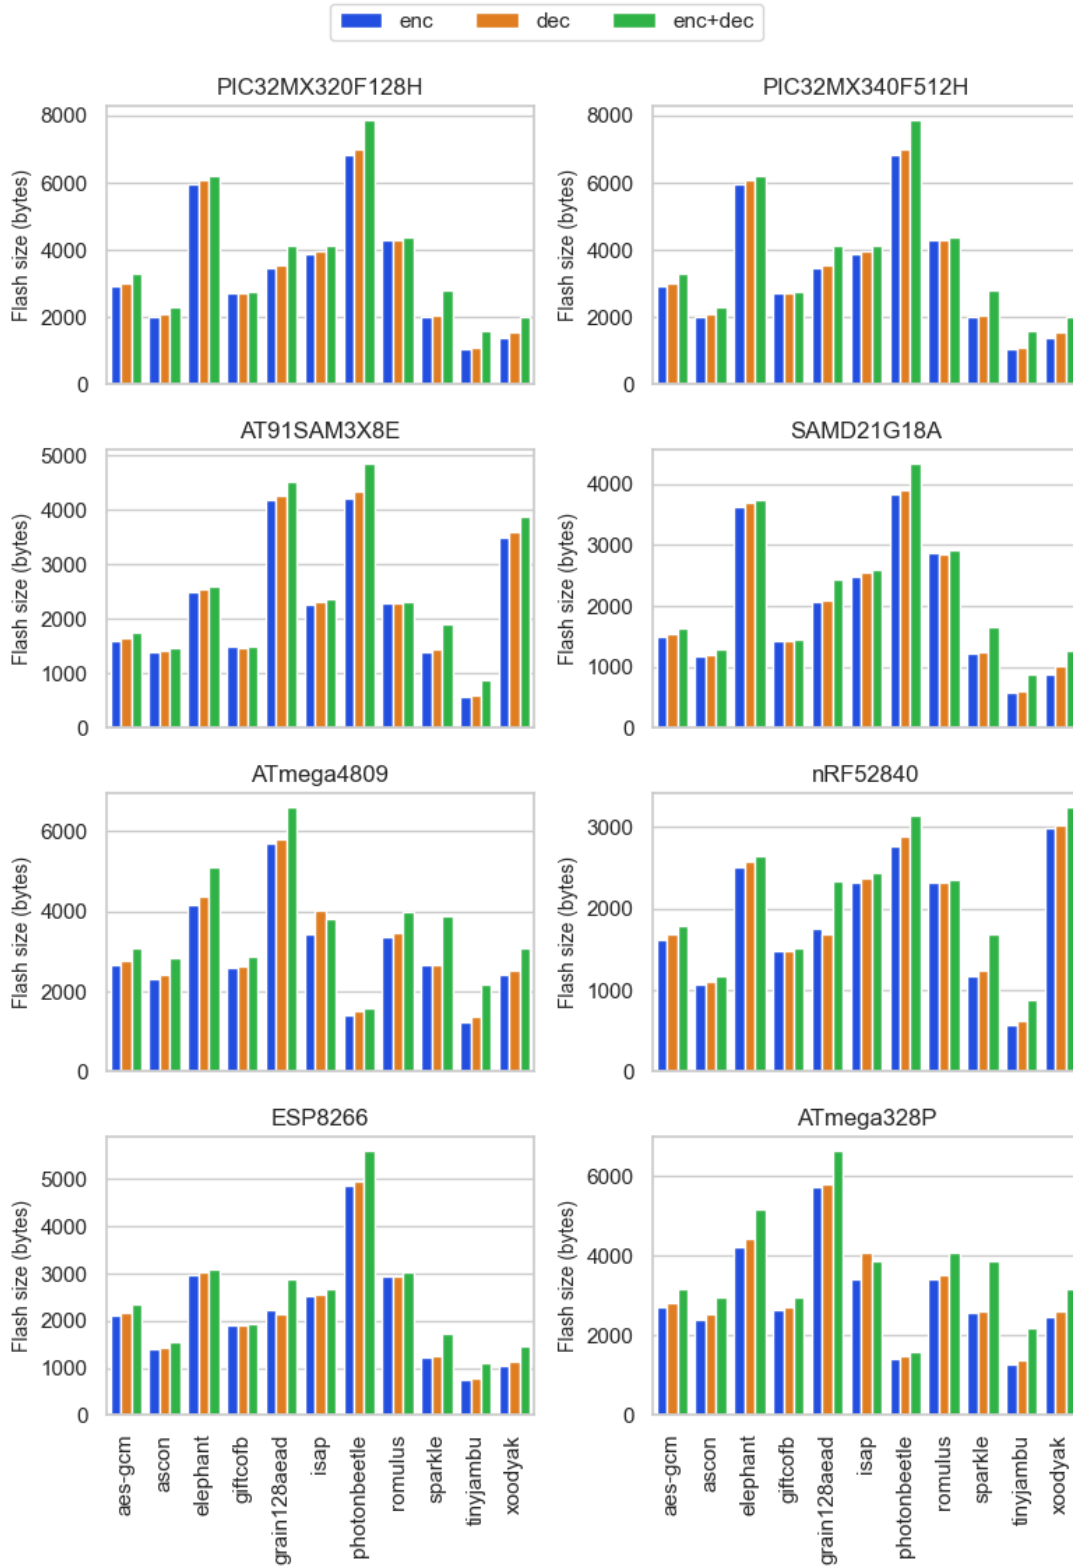 enc dec enc+dec
PIC32MX320F128H
Flash size (bytes)
8000
6000
4000
2000
0
PIC32MX340F512H
Flash size (bytes)
8000
6000
4000
2000
0
AT91SAM3X8E
Flash size (bytes)
5000
4000
3000
2000
1000
0
SAMD21G18A
Flash size (bytes)
4000
3000
2000
1000
0
ATmega4809
Flash size (bytes)
6000
4000
2000
0
nRF52840
Flash size (bytes)
3000
2000
1000
0
ESP8266
Flash size (bytes)
5000
4000
3000
2000
1000
0
aes-gcm
ascon
elephant
giftcofb
grain128aead
isap
photonbeetle
romulus
sparkle
tinyjambu
xoodyak
ATmega328P
Flash size (bytes)
6000
4000
2000
0
aes-gcm
ascon
elephant
giftcofb
grain128aead
isap
photonbeetle
romulus
sparkle
tinyjambu
xoodyak